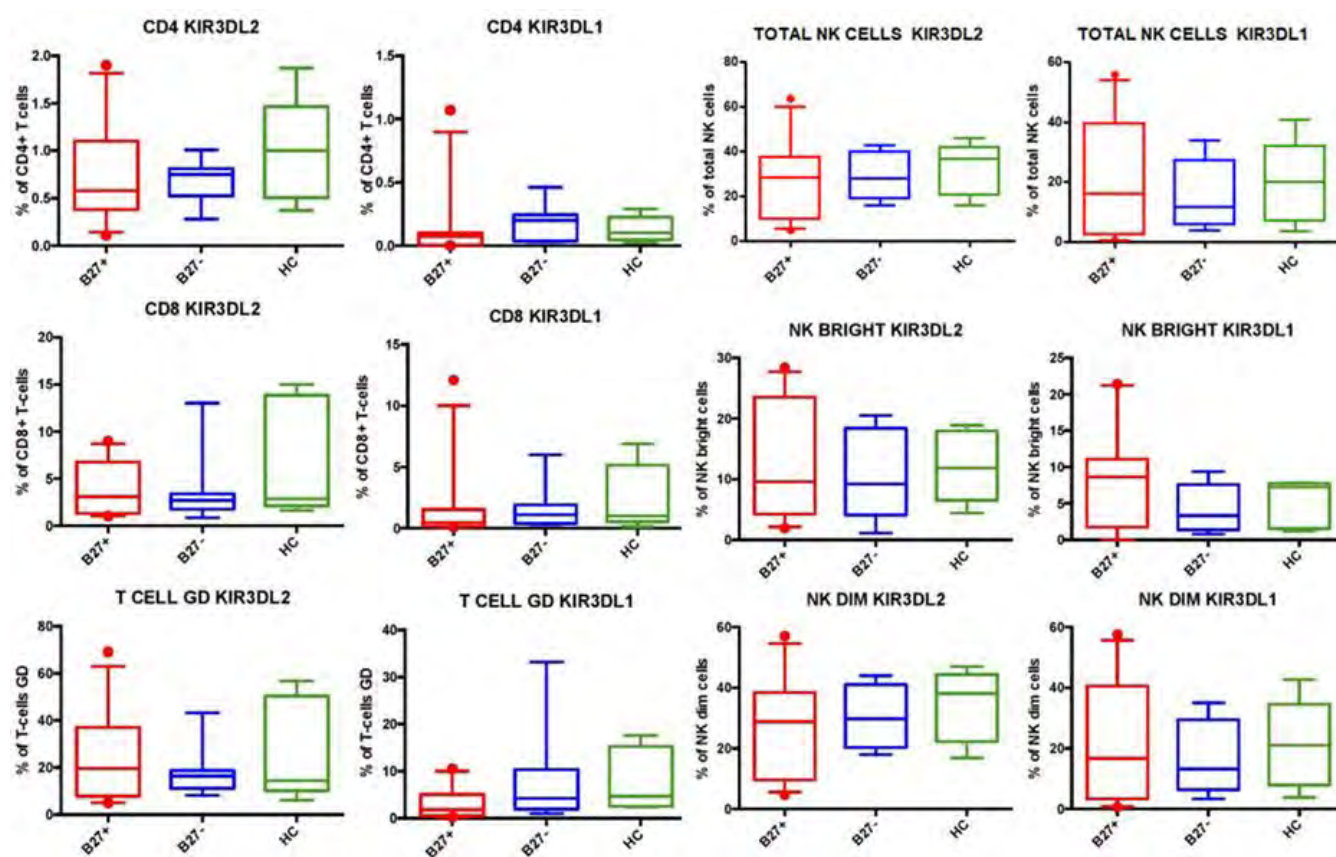 CD4 KIR3DL2
% of CD4+ T cells
2.0
1.5
1.0
0.5
0.0
B27+
B27-
HC
CD4 KIR3DL1
% of CD4+ T cells
1.5
1.0
0.5
0.0
B27+
B27-
HC
TOTAL NK CELLS KIR3DL2
% of total NK cells
80
60
40
20
0
B27+
B27-
HC
TOTAL NK CELLS KIR3DL1
% of total NK cells
60
40
20
0
B27+
B27-
HC
CD8 KIR3DL2
% of CD8+ T-cells
20
15
10
5
0
B27+
B27-
HC
CD8 KIR3DL1
% of CD8+ T-cells
15
10
5
0
B27+
B27-
HC
NK BRIGHT KIR3DL2
% of NK bright cells
30
20
10
0
B27+
B27-
HC
NK BRIGHT KIR3DL1
% of NK bright cells
25
20
15
10
5
0
B27+
B27-
HC
T CELL GD KIR3DL2
% of T-cells GD
80
60
40
20
0
B27+
B27-
HC
T CELL GD KIR3DL1
% of T-cells GD
40
30
20
10
0
B27+
B27-
HC
NK DIM KIR3DL2
% of NK dim cells
60
40
20
0
B27+
B27-
HC
NK DIM KIR3DL1
% of NK dim cells
60
40
20
0
B27+
B27-
HC